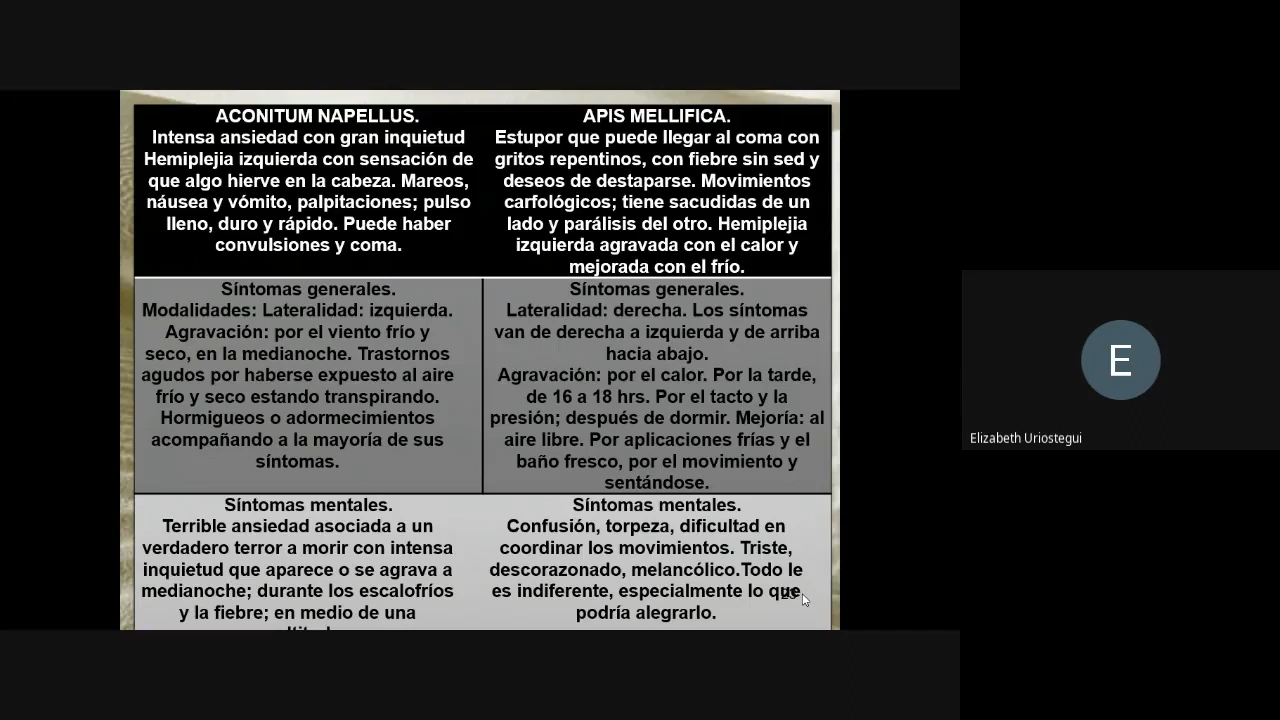 ACONITUM NAPELLUS.
Intensa ansiedad con gran inquietud
Hemiplejia izquierda con sensación de
que algo hierve en la cabeza. Mareos,
náusea y vómito, palpitaciones; pulso
lleno, duro y rápido. Puede haber
convulsiones y coma.
APIS MELLIFICA.
Estupor que puede llegar al coma con
gritos repentinos, con fiebre sin sed y
deseos de destaparse. Movimientos
carfológicos; tiene sacudidas de un
lado y parálisis del otro. Hemiplejia
izquierda agravada con el calor y
mejorada con el frío.
Síntomas generales.
Modalidades: Lateralidad: izquierda.
Agravación: por el viento frío y
seco, en la medianoche. Trastornos
agudos por haberse expuesto al aire
frío y seco estando transpirando.
Hormigueos o adormecimientos
acompañando a la mayoría de sus
síntomas.
Síntomas generales.
Lateralidad: derecha. Los síntomas
van de derecha a izquierda y de arriba
hacia abajo.
Agravación: por el calor. Por la tarde,
de 16 a 18 hrs. Por el tacto y la
presión; después de dormir. Mejoría: al
aire libre. Por aplicaciones frías y el
baño fresco, por el movimiento y
sentándose.
Síntomas mentales.
Terrible ansiedad asociada a un
verdadero terror a morir con intensa
inquietud que aparece o se agrava a
medianoche; durante los escalofríos
y la fiebre; en medio de una
Síntomas mentales.
Confusión, torpeza, dificultad en
coordinar los movimientos. Triste,
descorazonado, melancólico.Todo le
es indiferente, especialmente lo que
podría alegrarlo.
E
Elizabeth Uriostegui